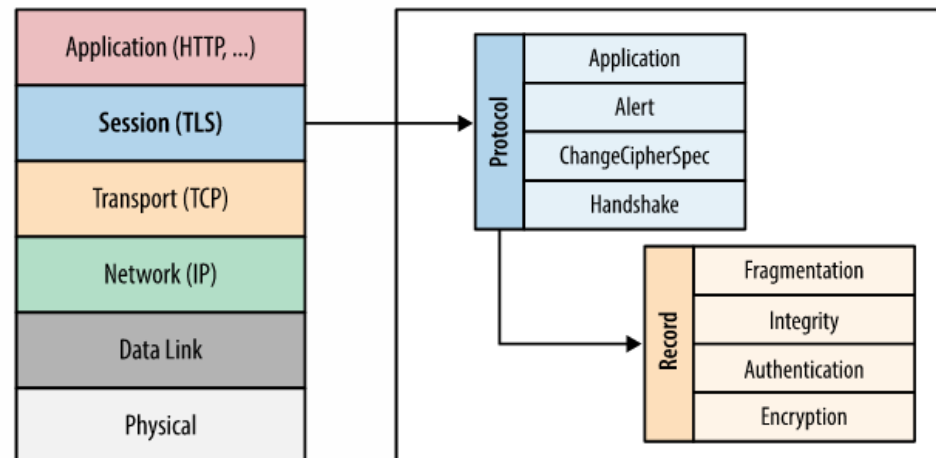 Application (HTTP, ...)
Session (TLS)
Transport (TCP)
Network (IP)
Data Link
Physical
Protocol
Application
Alert
ChangeCipherSpec
Handshake
Record
Fragmentation
Integrity
Authentication
Encryption